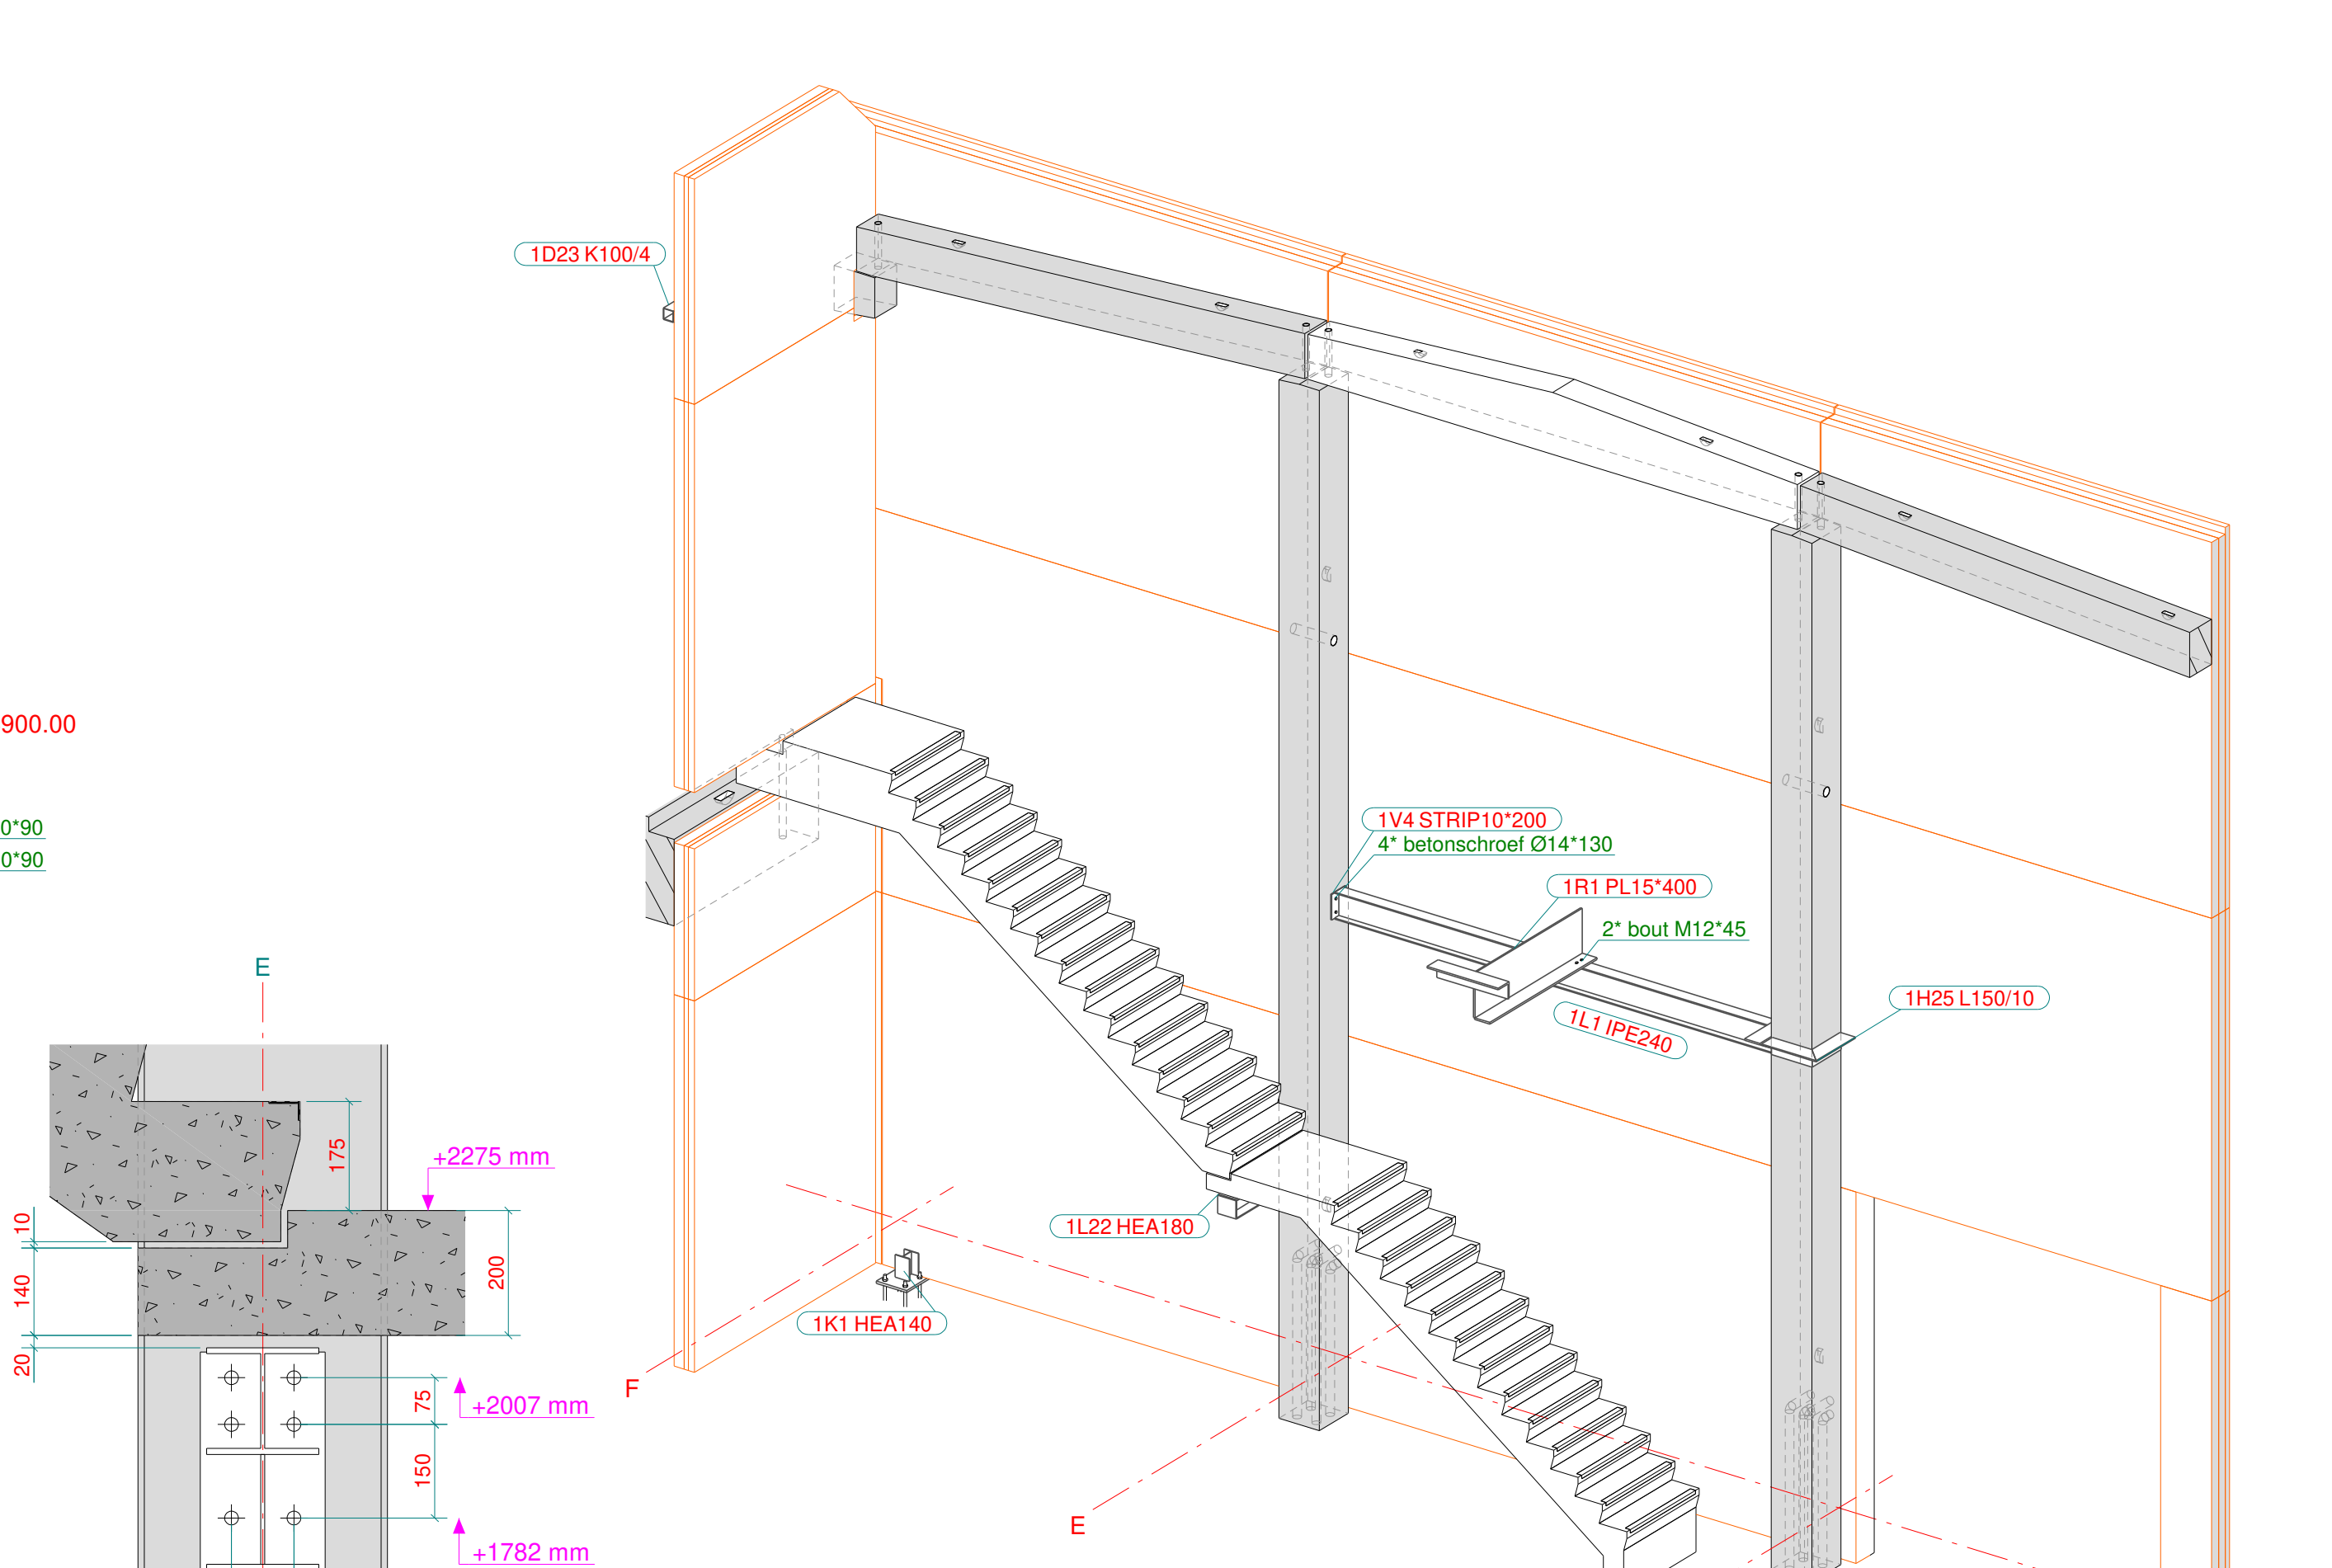 1D23 K100/4
900.00
0*90
0*90
1V4 STRIP10*200
4* betonschroef Ø14*130
1R1 PL15*400
2* bout M12*45
1H25 L150/10
1L1 IPE240
E
175
+2275 mm
10
140
200
20
75
+2007 mm
150
+1782 mm
1L22 HEA180
1K1 HEA140
F
E